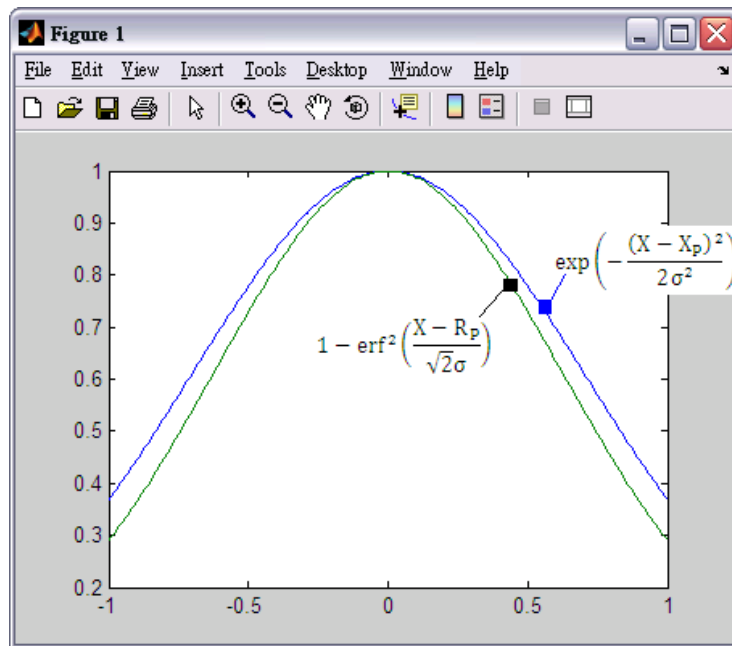 Figure 1
File Edit View Insert Tools Desktop Window Help
1
0.9
0.8
0.7
0.6
0.5
0.4
0.3
0.2
-1 -0.5 0 0.5 1
exp(-(X - Xp)²/2σ²)
1 - erf²((X - Rp)/√2σ)